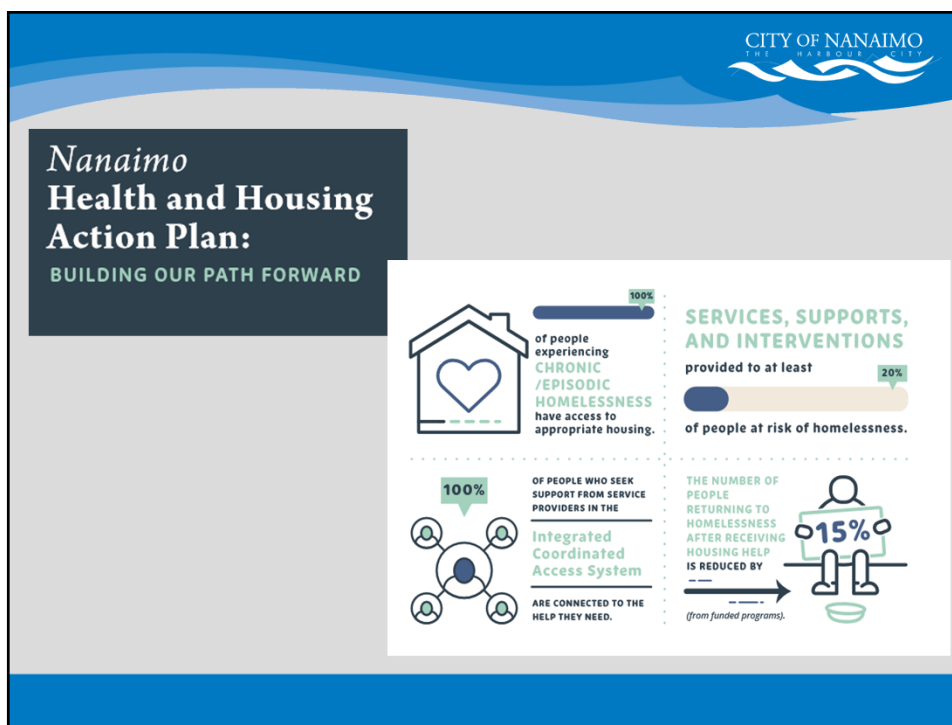 CITY OF NANAIMO
THE HARBOUR CITY
Nanaimo
Health and Housing
Action Plan:
BUILDING OUR PATH FORWARD
100%
of people
experiencing
CHRONIC
/EPISODIC
HOMELESSNESS
have access to
appropriate housing.
SERVICES, SUPPORTS,
AND INTERVENTIONS
provided to at least
20%
of people at risk of homelessness.
100%
OF PEOPLE WHO SEEK
SUPPORT FROM SERVICE
PROVIDERS IN THE
Integrated
Coordinated
Access System
ARE CONNECTED TO THE
HELP THEY NEED.
THE NUMBER OF
PEOPLE
RETURNING TO
HOMELESSNESS
AFTER RECEIVING
HOUSING HELP
IS REDUCED BY
15%
(from funded programs).